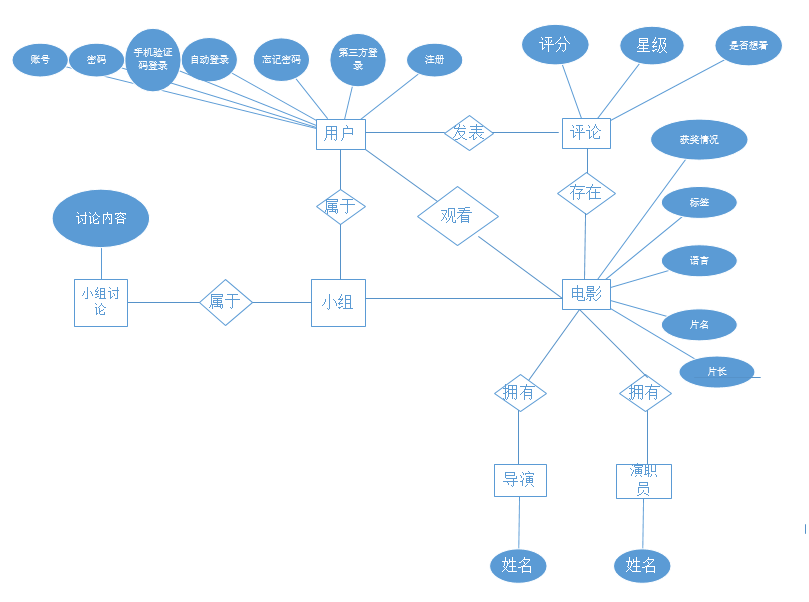 账号
密码
手机验证
码登录
自动登录
忘记密码
第三方登
录
注册
评分
星级
是否想看
用户
发表
评论
获奖情况
存在
标签
属于
观看
讨论内容
语言
小组讨
论
属于
小组
电影
片名
片长
拥有
拥有
导演
演职
员
姓名
姓名